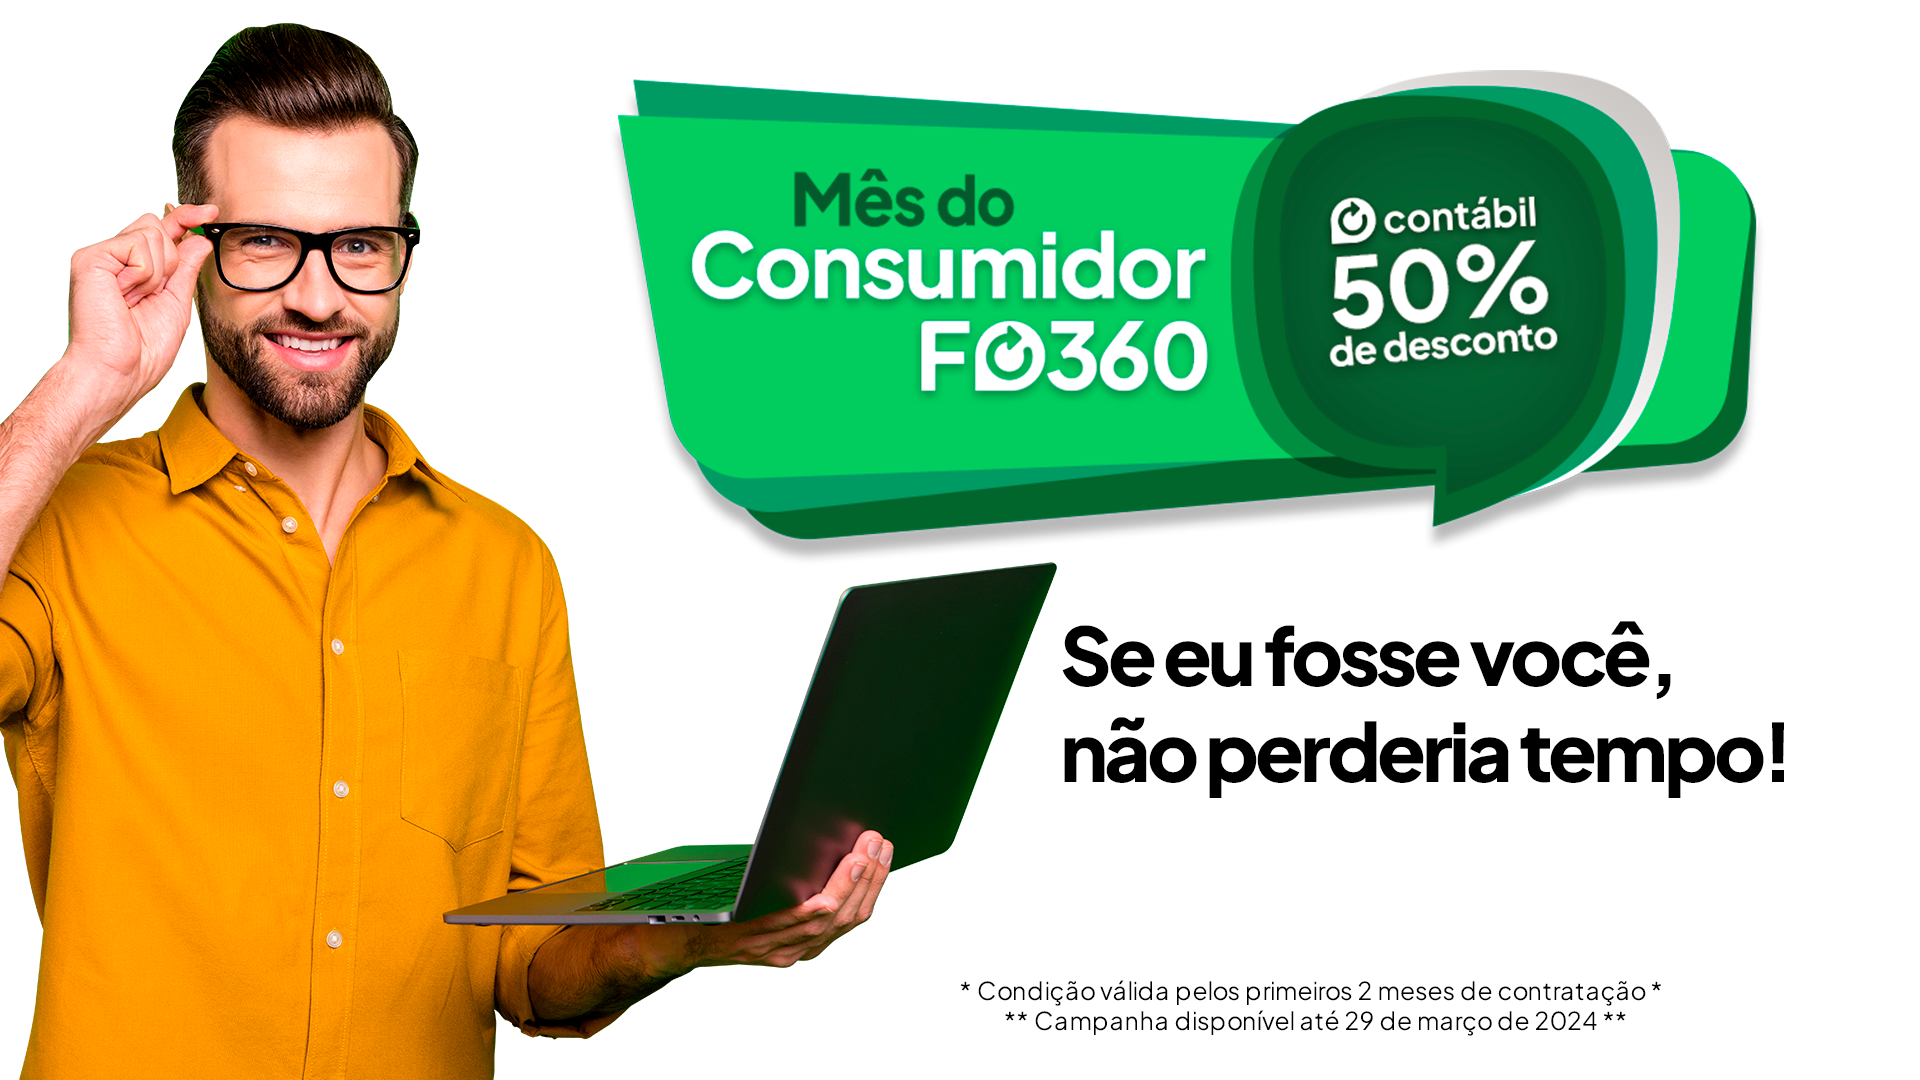 Mês do
Consumidor
FO360
contábil
50%
de desconto
Se eu fosse você,
não perderia tempo!
* Condição válida pelos primeiros 2 meses de contratação *
** Campanha disponível até 29 de março de 2024 **